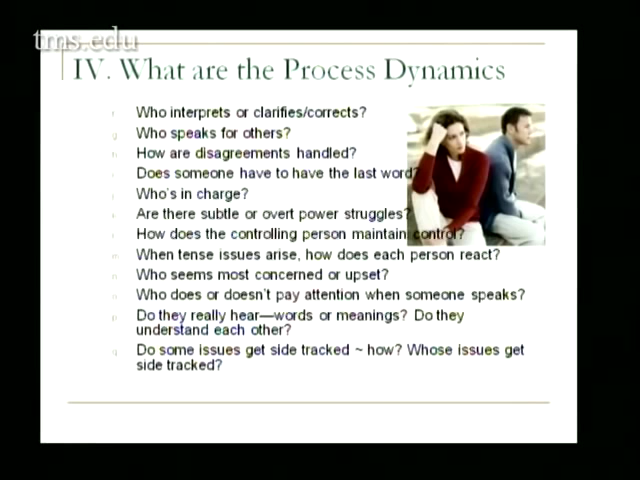 tms.edu
IV. What are the Process Dynamics
Who interprets or clarifies/corrects?
Who speaks for others?
How are disagreements handled?
Does someone have to have the last word?
Who's in charge?
Are there subtle or overt power struggles?
How does the controlling person maintain control?
When tense issues arise, how does each person react?
Who seems most concerned or upset?
Who does or doesn't pay attention when someone speaks?
Do they really hear—words or meanings? Do they
understand each other?
Do some issues get side tracked ~ how? Whose issues get
side tracked?